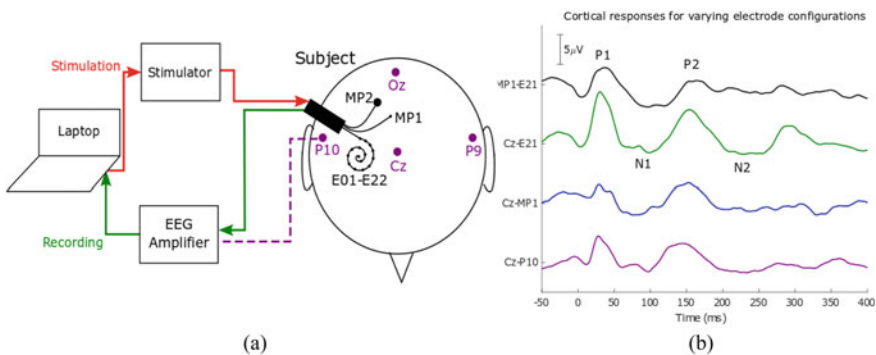 Subject
Stimulation
Stimulator
Oz
MP2
MP1
Laptop
P10
P9
Cz
E01-E22
EEG
Amplifier
Recording
(a)
Cortical responses for varying electrode configurations
5μV
P1
P2
MP1-E21
Cz-E21
N1
N2
Cz-MP1
Cz-P10
-50 0 50 100 150 200 250 300 350 400
Time (ms)
(b)